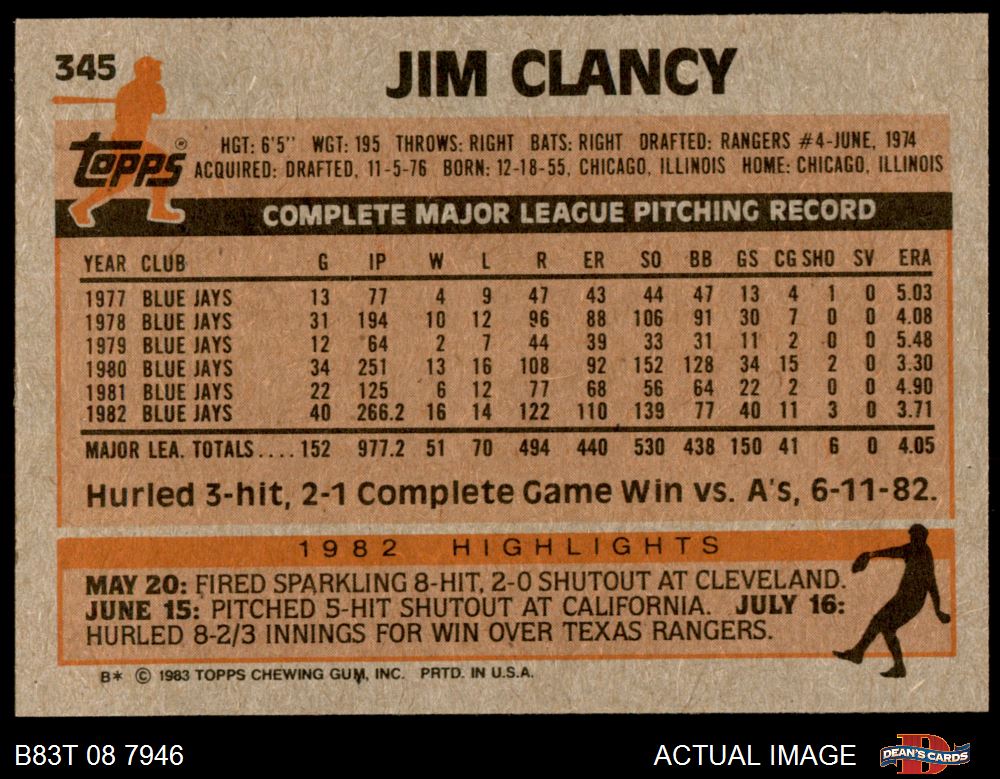 345
JIM CLANCY
topps®
HGT: 6'5" WGT: 195 THROWS: RIGHT BATS: RIGHT DRAFTED: RANGERS #4-JUNE, 1974
ACQUIRED: DRAFTED, 11-5-76 BORN: 12-18-55, CHICAGO, ILLINOIS HOME: CHICAGO, ILLINOIS
COMPLETE MAJOR LEAGUE PITCHING RECORD
YEAR CLUB G IP W L R ER SO BB GS CG SHO SV ERA
1977 BLUE JAYS 13 77 4 9 47 43 44 47 13 4 1 0 5.03
1978 BLUE JAYS 31 194 10 12 96 88 106 91 30 7 0 0 4.08
1979 BLUE JAYS 12 64 2 7 44 39 33 31 11 2 0 0 5.48
1980 BLUE JAYS 34 251 13 16 108 92 152 128 34 15 2 0 3.30
1981 BLUE JAYS 22 125 6 12 77 68 56 64 22 2 0 0 4.90
1982 BLUE JAYS 40 266.2 16 14 122 110 139 77 40 11 3 0 3.71
MAJOR LEA. TOTALS.... 152 977.2 51 70 494 440 530 438 150 41 6 0 4.05
Hurled 3-hit, 2-1 Complete Game Win vs. A's, 6-11-82.
1982 HIGHLIGHTS
MAY 20: FIRED SPARKLING 8-HIT, 2-0 SHUTOUT AT CLEVELAND.
JUNE 15: PITCHED 5-HIT SHUTOUT AT CALIFORNIA. JULY 16:
HURLED 8-2/3 INNINGS FOR WIN OVER TEXAS RANGERS.
B* © 1983 TOPPS CHEWING GUM, INC. PRTD. IN U.S.A.
B83T 08 7946
ACTUAL IMAGE
D
DEAN'S CARDS